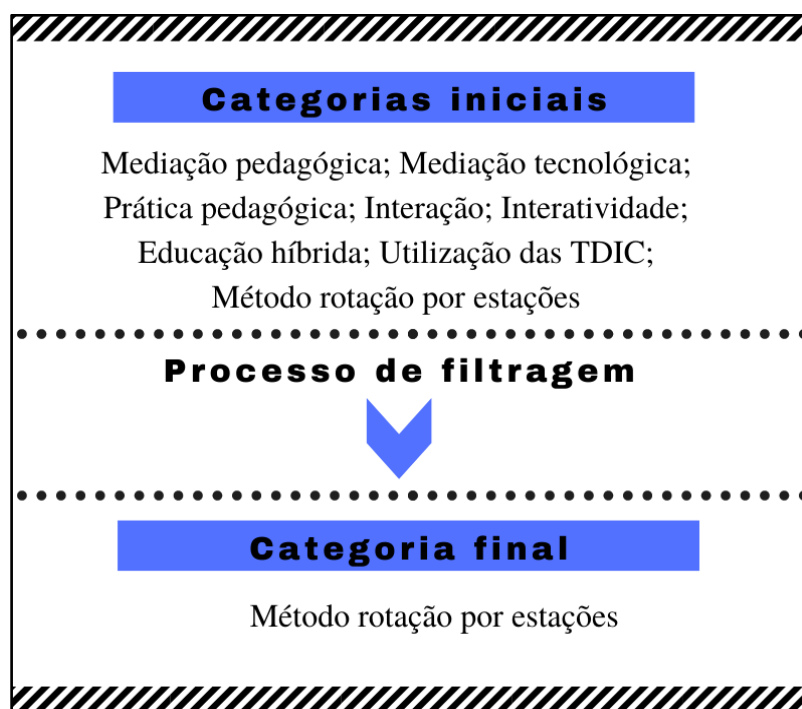 Categorias iniciais
Mediação pedagógica; Mediação tecnológica;
Prática pedagógica; Interação; Interatividade;
Educação híbrida; Utilização das TDIC;
Método rotação por estações
Processo de filtragem
Categoria final
Método rotação por estações